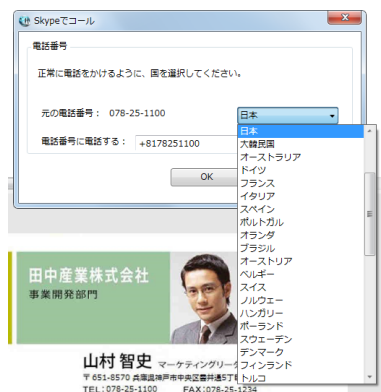 Skypeでコール
電話番号
正常に電話をかけるように、国を選択してください。
元の電話番号： 078-25-1100
日本
電話番号に電話する： +8178251100
OK
日本
大韓民国
オーストラリア
ドイツ
フランス
イタリア
スペイン
ポルトガル
オランダ
ブラジル
オーストリア
ベルギー
スイス
ノルウェー
ハンガリー
ポーランド
スウェーデン
デンマーク
フィンランド
トルコ
田中産業株式会社
事業開発部門
山村 智史 マーケティングリーダ
〒651-8570 兵庫県神戸市中央区雲井通5丁目
TEL:078-25-1100 FAX:078-25-1234